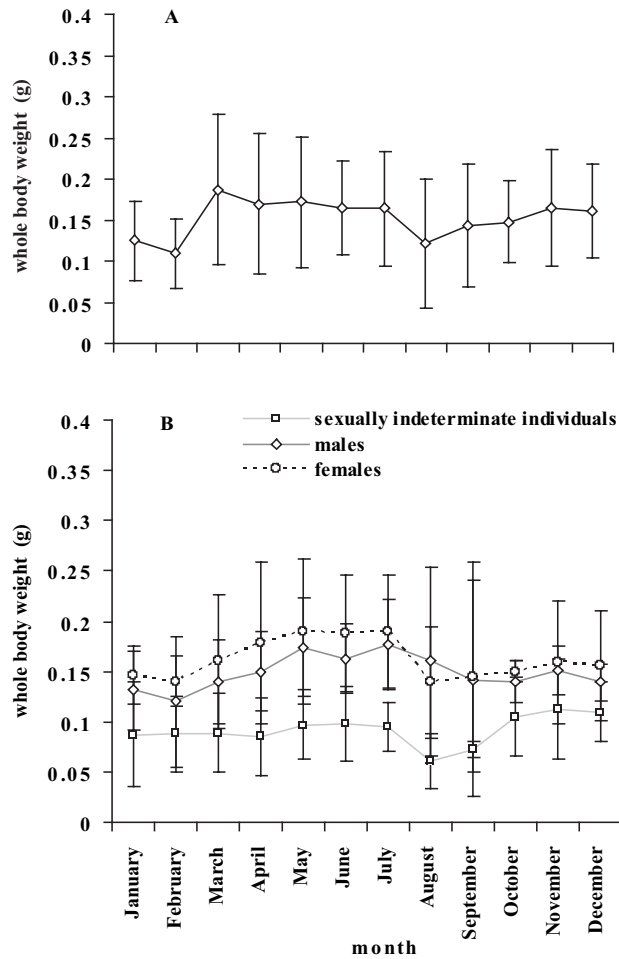 A
0.4
0.35
0.3
0.25
0.2
0.15
0.1
0.05
0
whole body weight (g)
B
sexually indeterminate individuals
males
females
0.4
0.35
0.3
0.25
0.2
0.15
0.1
0.05
0
whole body weight (g)
January
February
March
April
May
June
July
August
September
October
November
December
month